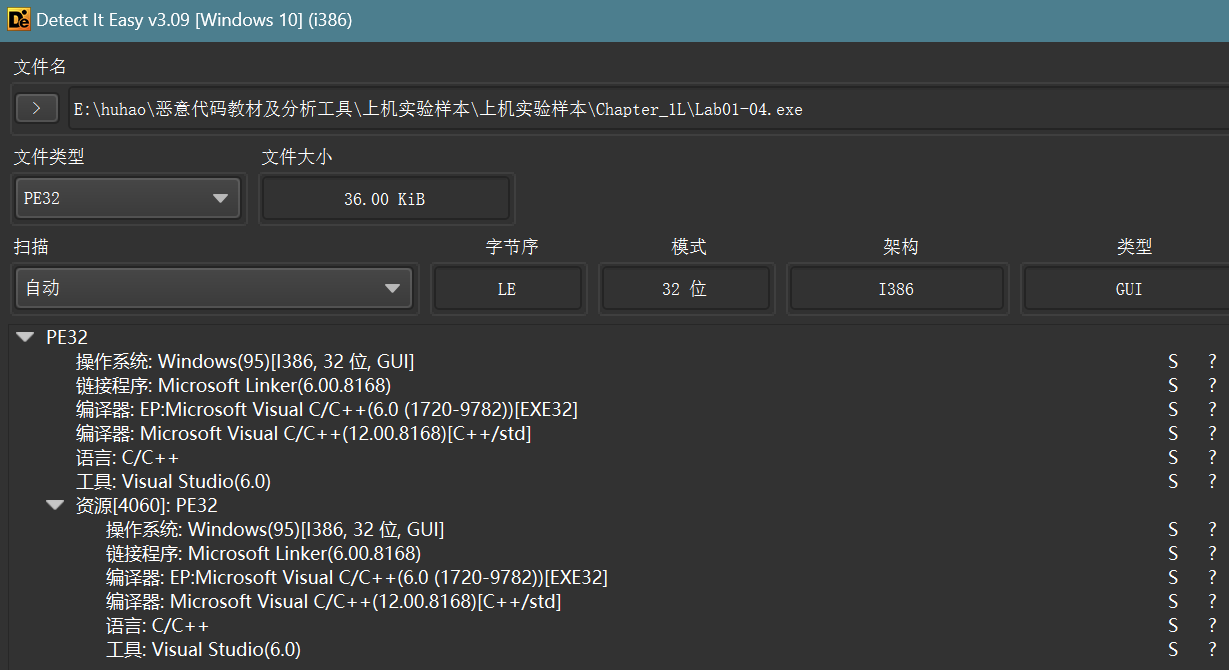 Detect It Easy v3.09 [Windows 10] (i386)
文件名
E:\huhao\恶意代码教材及分析工具\上机实验样本\上机实验样本\Chapter_1L\Lab01-04.exe
文件类型 文件大小
PE32 36.00 KiB
扫描 字节序 模式 架构 类型
自动 LE 32 位 I386 GUI
PE32
操作系统: Windows(95)[I386, 32 位, GUI] S ?
链接程序: Microsoft Linker(6.00.8168) S ?
编译器: EP:Microsoft Visual C/C++(6.0 (1720-9782))[EXE32] S ?
编译器: Microsoft Visual C/C++(12.00.8168)[C++/std] S ?
语言: C/C++ S ?
工具: Visual Studio(6.0) S ?
资源[4060]: PE32
操作系统: Windows(95)[I386, 32 位, GUI] S ?
链接程序: Microsoft Linker(6.00.8168) S ?
编译器: EP:Microsoft Visual C/C++(6.0 (1720-9782))[EXE32] S ?
编译器: Microsoft Visual C/C++(12.00.8168)[C++/std] S ?
语言: C/C++ S ?
工具: Visual Studio(6.0) S ?